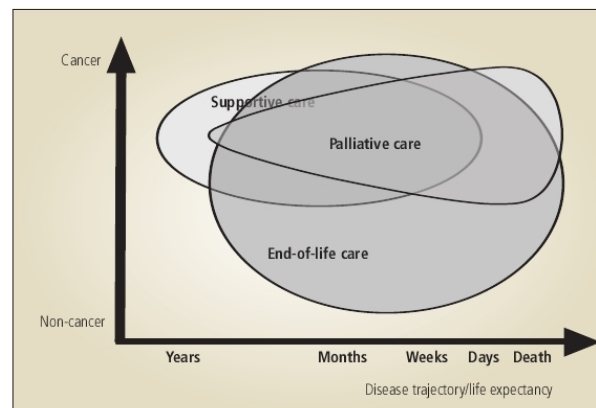 Cancer
Supportive care
Palliative care
End-of-life care
Non-cancer
Years Months Weeks Days Death
Disease trajectory/life expectancy